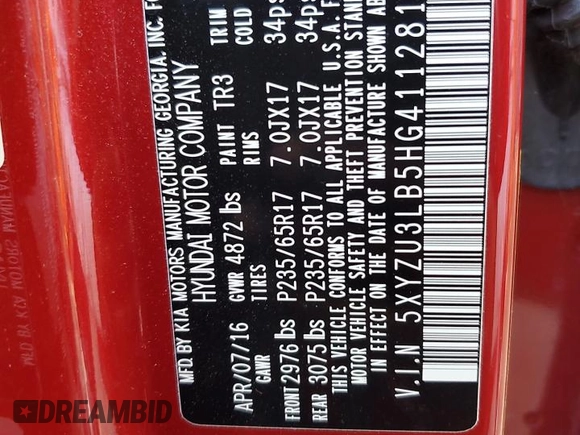 MFD BY KIA MOTORS MANUFACTURING GEORGIA, INC. FO
HYUNDAI MOTOR COMPANY
APR/07/16 GVWR 4872 lbs PAINT TR3 TRIM
GAWR TIRES RIMS COLD
FRONT 2976 lbs P235/65R17 7.0JX17 34ps
REAR 3075 lbs P235/65R17 7.0JX17 34ps
THIS VEHICLE CONFORMS TO ALL APPLICABLE U.S.A. F
MOTOR VEHICLE SAFETY AND THEFT PREVENTION STAN
IN EFFECT ON THE DATE OF MANUFACTURE SHOWN ABO
V.I.N 5XYZU3LB5HG411281
DREAMBID